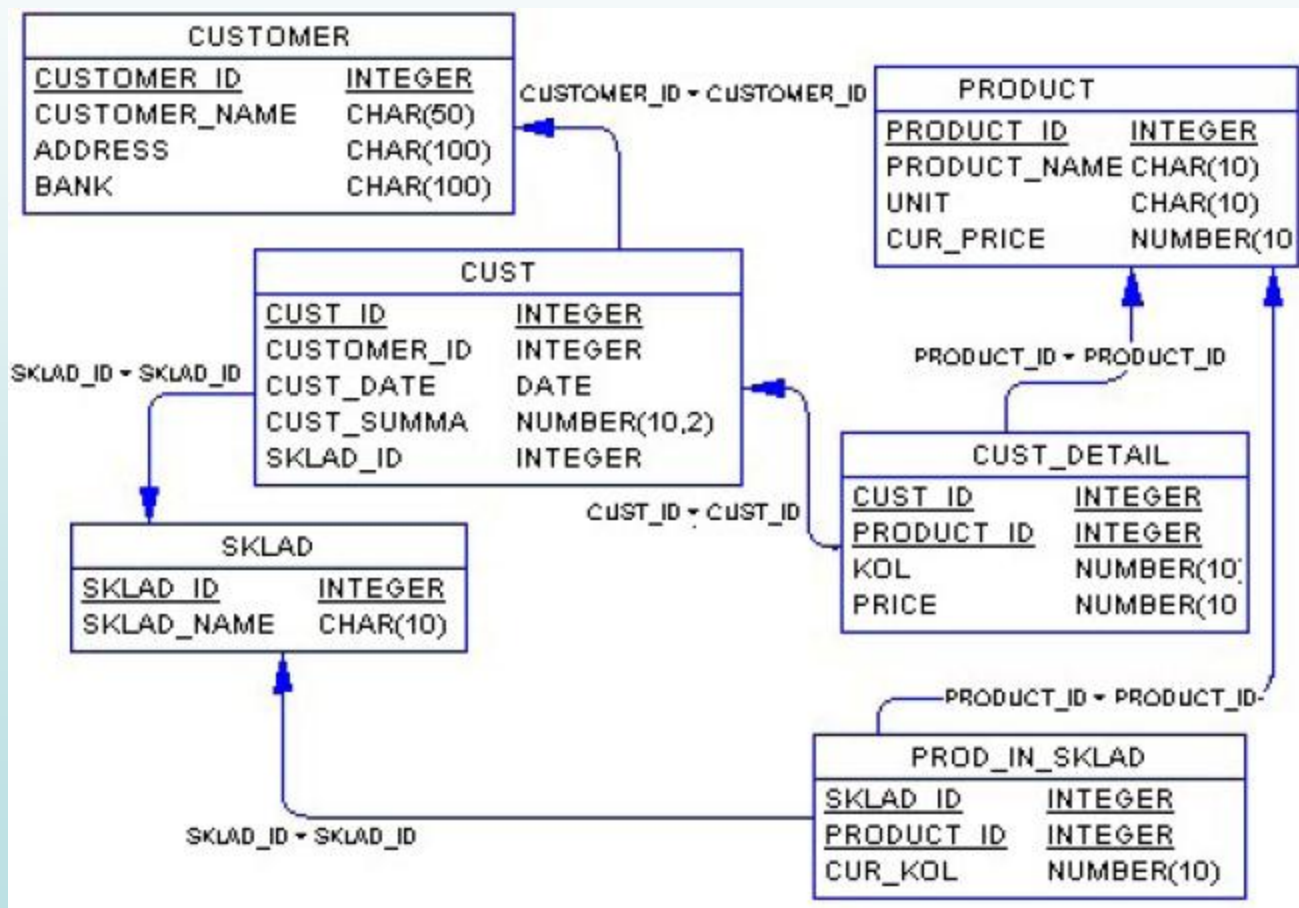 CUSTOMER
CUSTOMER_ID INTEGER
CUSTOMER_NAME CHAR(50)
ADDRESS CHAR(100)
BANK CHAR(100)
CUSTOMER_ID = CUSTOMER_ID
PRODUCT
PRODUCT_ID INTEGER
PRODUCT_NAME CHAR(10)
UNIT CHAR(10)
CUR_PRICE NUMBER(10
CUST
CUST_ID INTEGER
CUSTOMER_ID INTEGER
CUST_DATE DATE
CUST_SUMMA NUMBER(10,2)
SKLAD_ID INTEGER
SKLAD_ID = SKLAD_ID
PRODUCT_ID = PRODUCT_ID
CUST_DETAIL
CUST_ID INTEGER
PRODUCT_ID INTEGER
KOL NUMBER(10)
PRICE NUMBER(10
CUST_ID = CUST_ID
SKLAD
SKLAD_ID INTEGER
SKLAD_NAME CHAR(10)
PRODUCT_ID = PRODUCT_ID
PROD_IN_SKLAD
SKLAD_ID INTEGER
PRODUCT_ID INTEGER
CUR_KOL NUMBER(10)
SKLAD_ID = SKLAD_ID